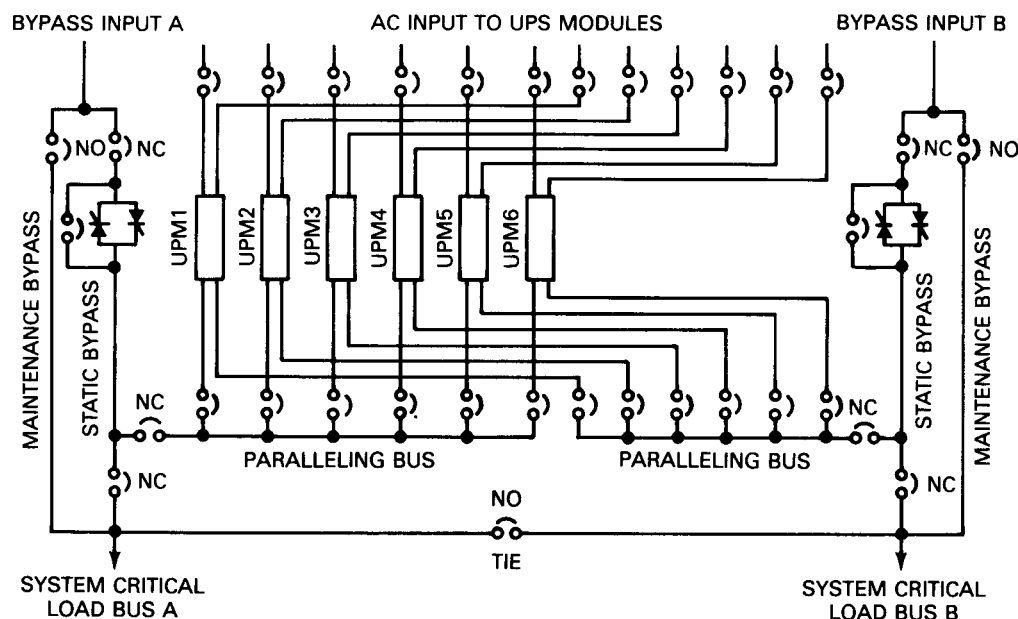 BYPASS INPUT A
AC INPUT TO UPS MODULES
BYPASS INPUT B
NO
NC
NC
NO
MAINTENANCE BYPASS
STATIC BYPASS
UPM1
UPM2
UPM3
UPM4
UPM5
UPM6
STATIC BYPASS
MAINTENANCE BYPASS
NC
NC
PARALLELING BUS
PARALLELING BUS
NC
NC
NO
TIE
SYSTEM CRITICAL
LOAD BUS A
SYSTEM CRITICAL
LOAD BUS B